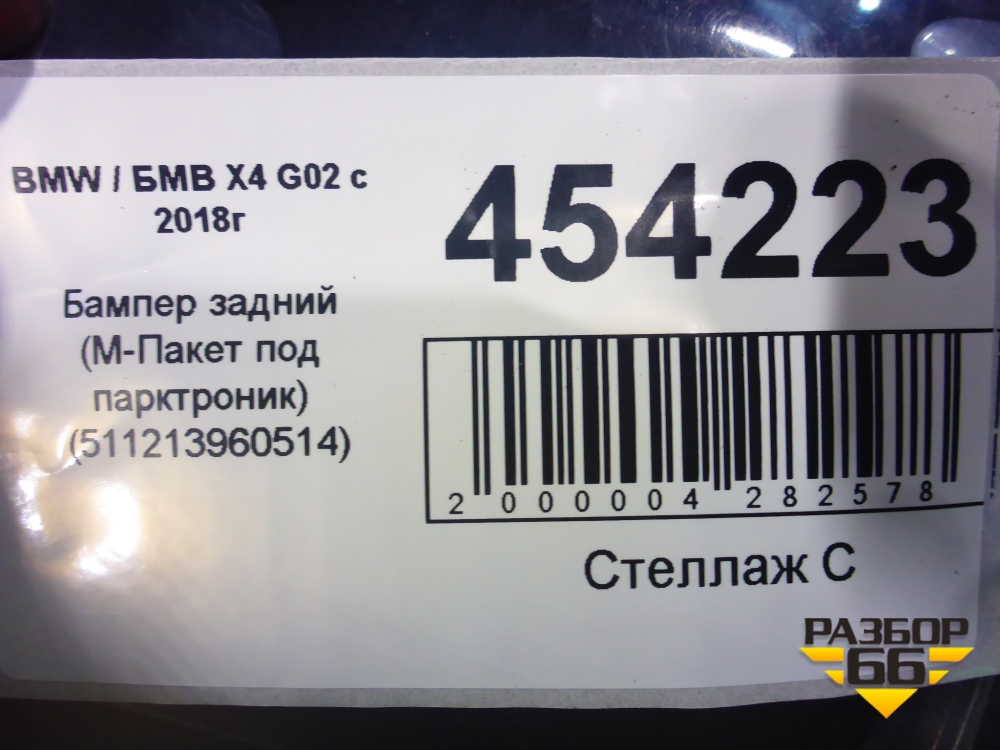 BMW / БМВ X4 G02 с
2018г
454223
Бампер задний
(М-Пакет под
парктроник)
(511213960514)
2 000004 282578
Стеллаж С
РАЗБОР
66